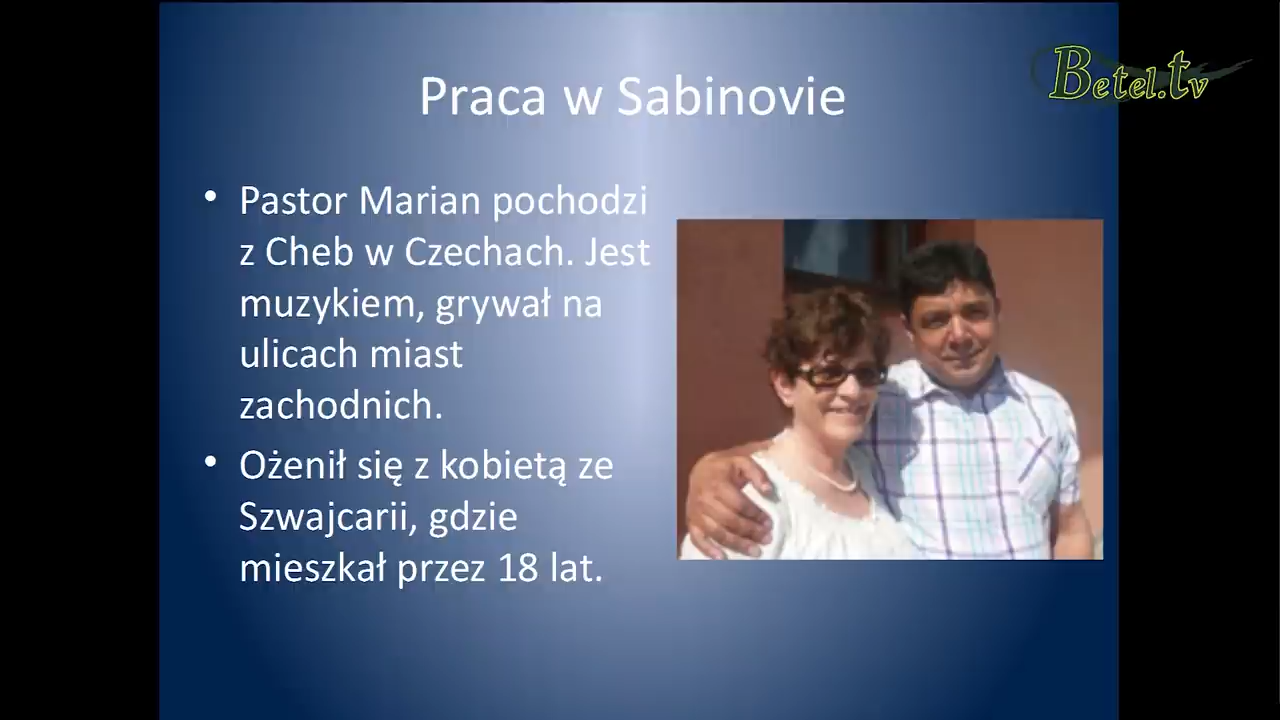 Praca w Sabinovie
Betel.tv
• Pastor Marian pochodzi
z Cheb w Czechach. Jest
muzykiem, grywał na
ulicach miast
zachodnich.
• Ożenił się z kobietą ze
Szwajcarii, gdzie
mieszkał przez 18 lat.